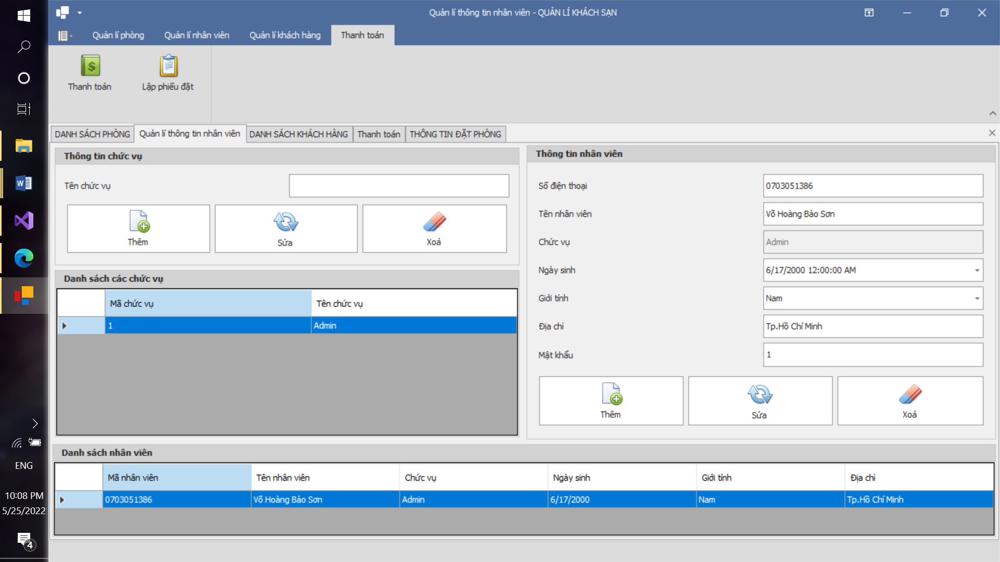 Quản lí thông tin nhân viên - QUẢN LÍ KHÁCH SẠN
Quản lí phòng Quản lí nhân viên Quản lí khách hàng Thanh toán
Thanh toán Lập phiếu đặt
DANH SÁCH PHÒNG Quản lí thông tin nhân viên DANH SÁCH KHÁCH HÀNG Thanh toán THÔNG TIN ĐẶT PHÒNG
Thông tin chức vụ
Tên chức vụ
Thêm Sửa Xoá
Danh sách các chức vụ
Mã chức vụ Tên chức vụ
1 Admin
Thông tin nhân viên
Số điện thoại 0703051386
Tên nhân viên Võ Hoàng Bảo Sơn
Chức vụ Admin
Ngày sinh 6/17/2000 12:00:00 AM
Giới tính Nam
Địa chỉ Tp.Hồ Chí Minh
Mật khẩu 1
Thêm Sửa Xoá
Danh sách nhân viên
Mã nhân viên Tên nhân viên Chức vụ Ngày sinh Giới tính Địa chỉ
0703051386 Võ Hoàng Bảo Sơn Admin 6/17/2000 Nam Tp.Hồ Chí Minh
ENG
10:08 PM
5/25/2022
4